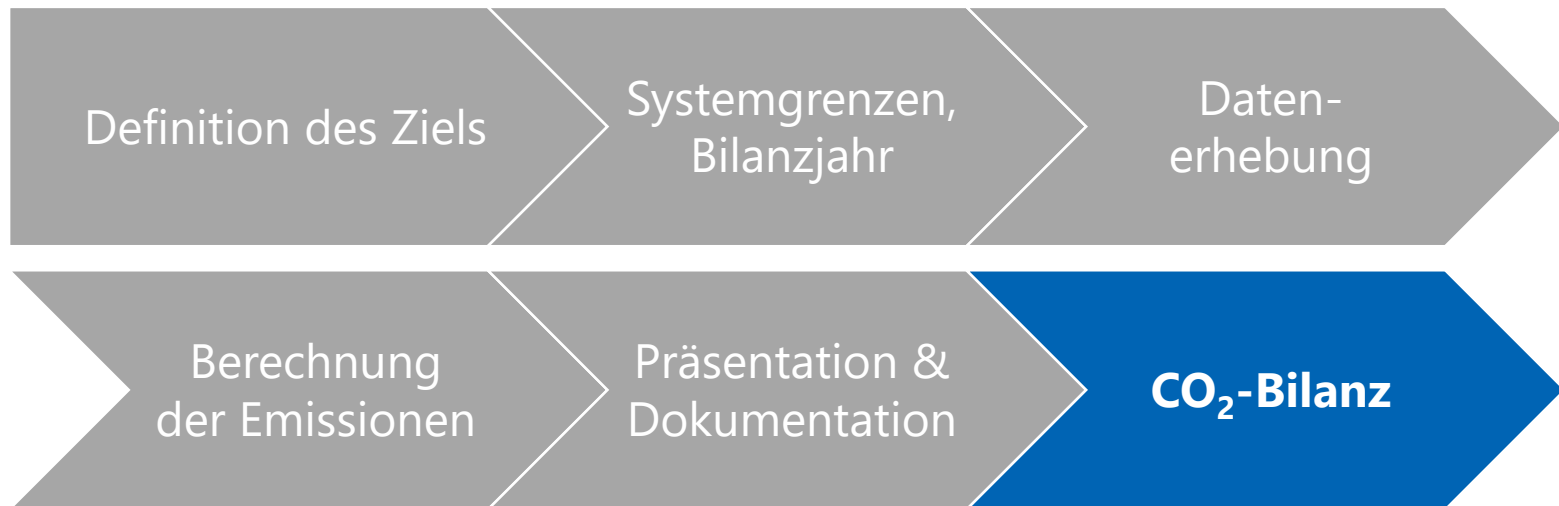 Definition des Ziels
Systemgrenzen,
Bilanzjahr
Daten-
erhebung
Berechnung
der Emissionen
Präsentation &
Dokumentation
CO₂-Bilanz